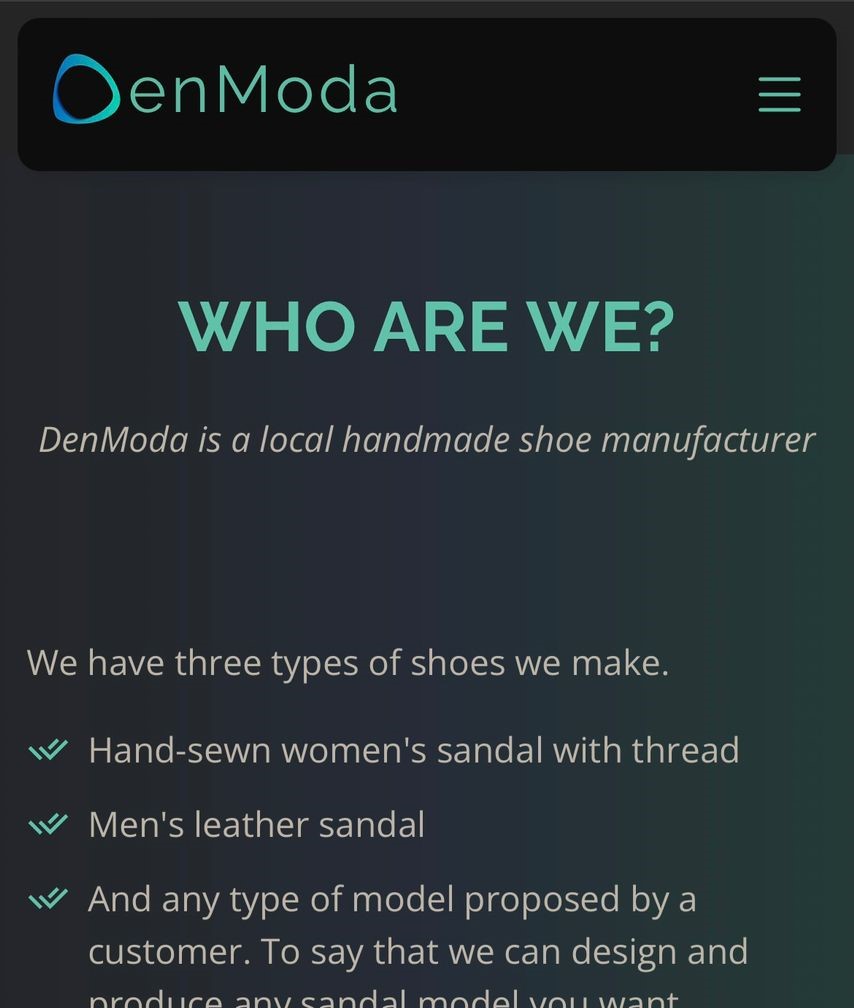 DenModa
WHO ARE WE?
DenModa is a local handmade shoe manufacturer
We have three types of shoes we make.
Hand-sewn women's sandal with thread
Men's leather sandal
And any type of model proposed by a
customer. To say that we can design and
produce any sandal model you want